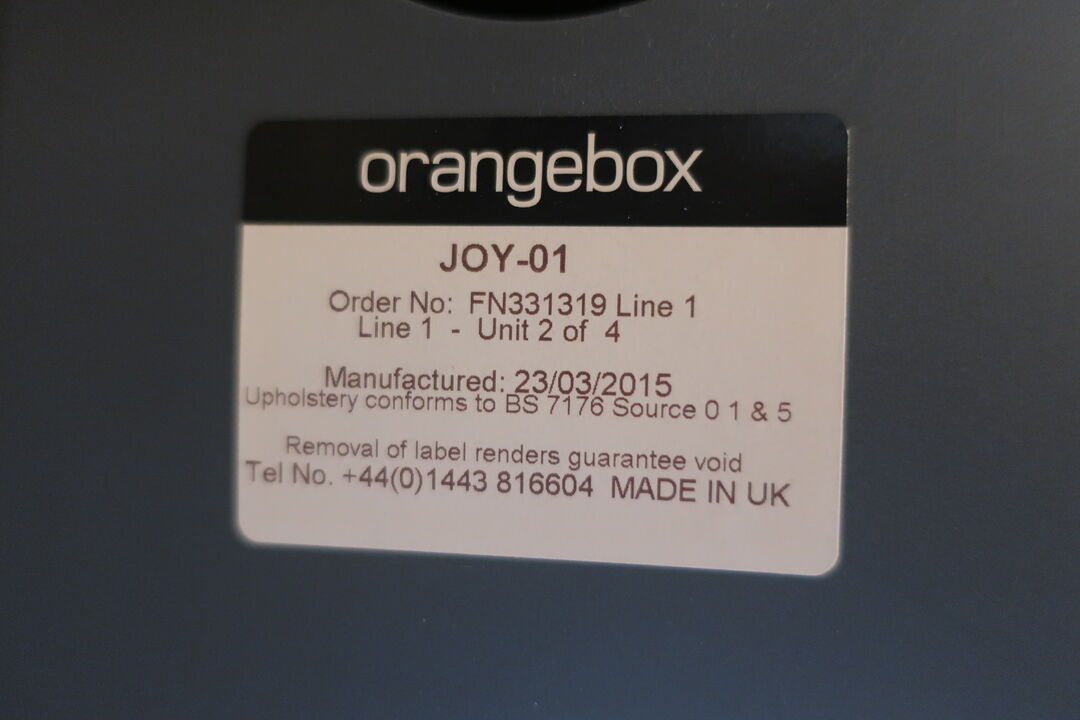 orangebox
JOY-01
Order No: FN331319 Line 1
Line 1 - Unit 2 of 4
Manufactured: 23/03/2015
Upholstery conforms to BS 7176 Source 0 1 & 5
Removal of label renders guarantee void
Tel No. +44(0)1443 816604 MADE IN UK